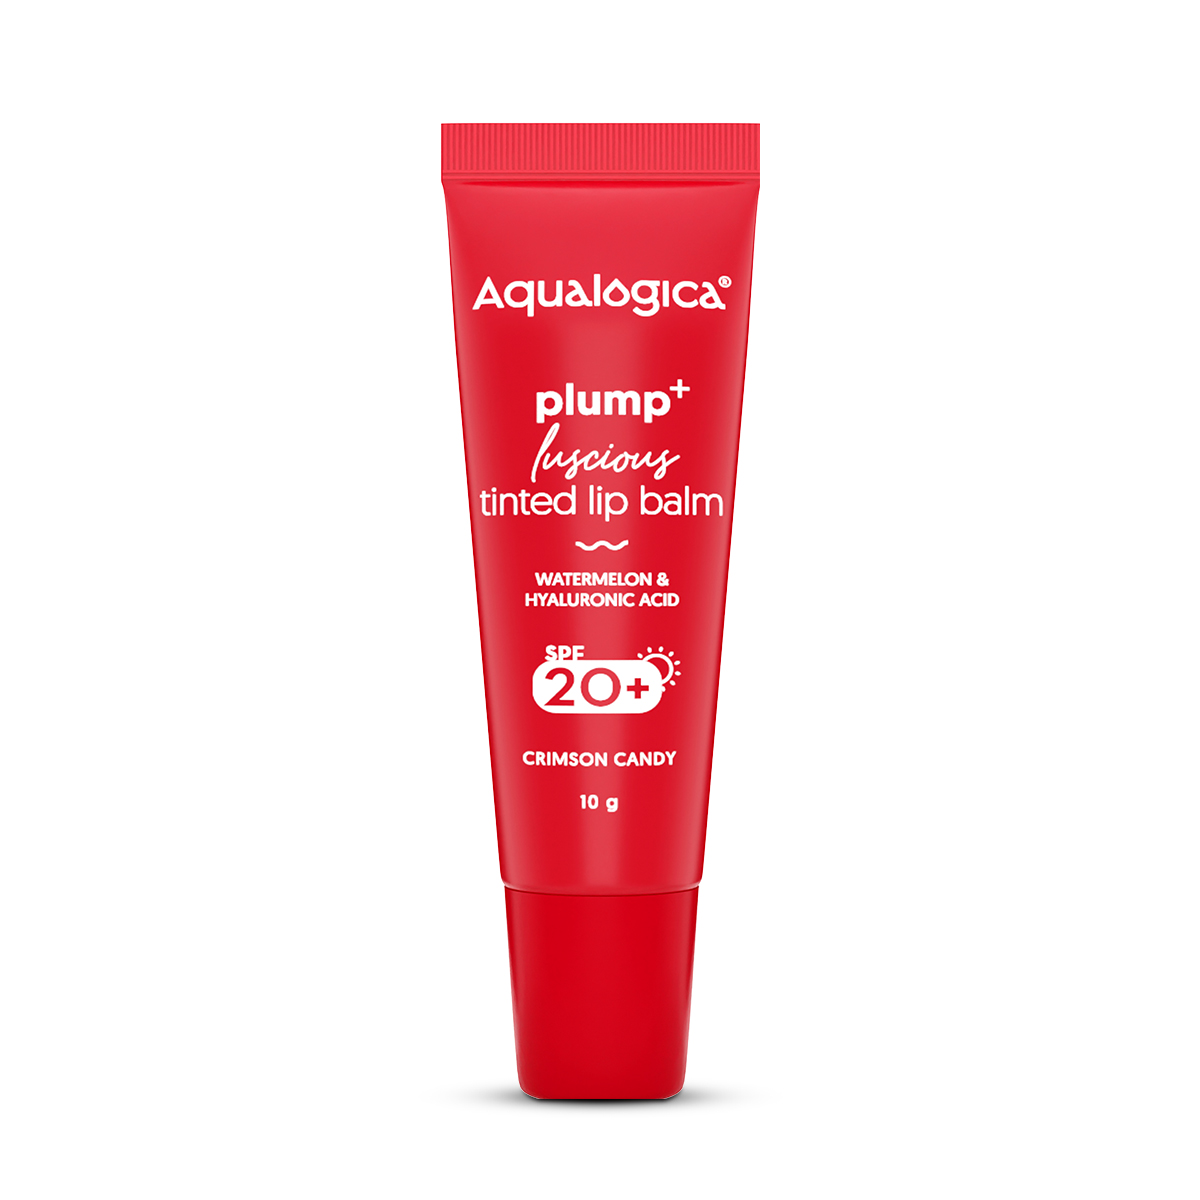 Aqualogica®
plump+
luscious
tinted lip balm
WATERMELON &
HYALURONIC ACID
SPF
20+
CRIMSON CANDY
10 g